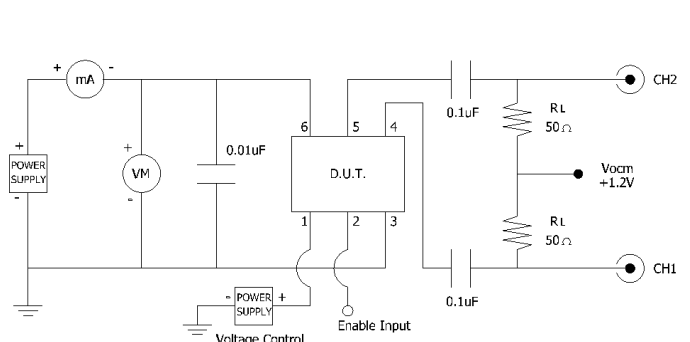 + mA -
CH2
0.1uF
RL
50Ω
6 5 4
0.01uF
+
POWER
SUPPLY
-
+
VM
-
D.U.T.
Vocm
+1.2V
1 2 3
RL
50Ω
CH1
0.1uF
- POWER +
SUPPLY
Enable Input
Voltage Control